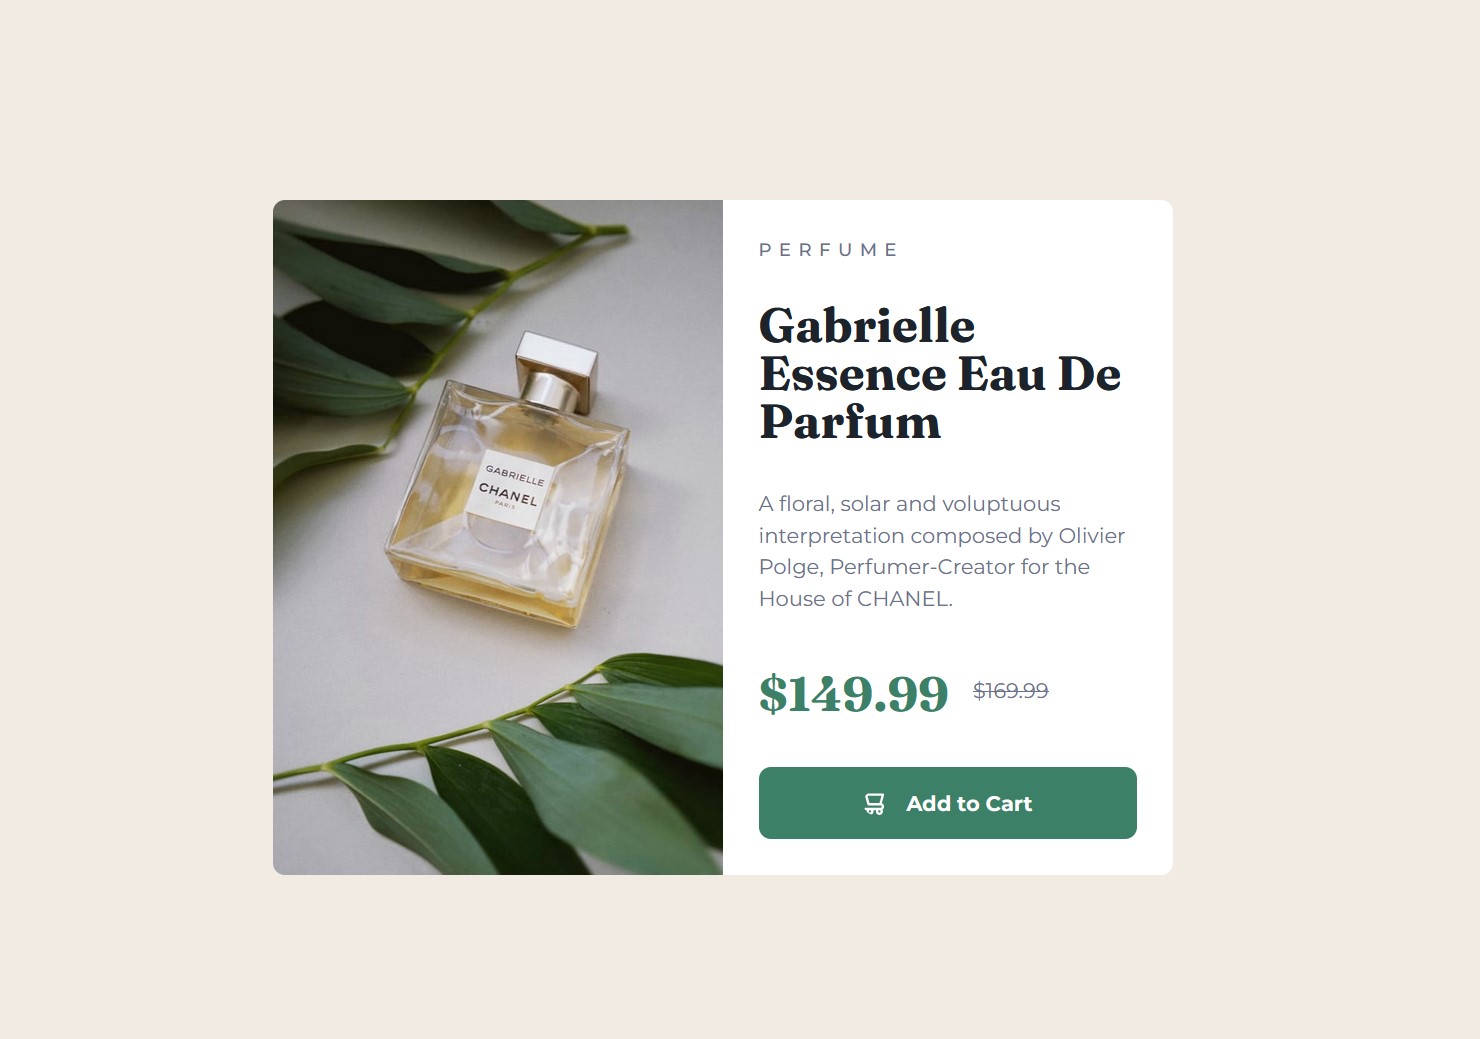 GABRIELLE
CHANEL
PARIS
PERFUME
Gabrielle
Essence Eau De
Parfum
A floral, solar and voluptuous
interpretation composed by Olivier
Polge, Perfumer-Creator for the
House of CHANEL.
$149.99 $169.99
Add to Cart